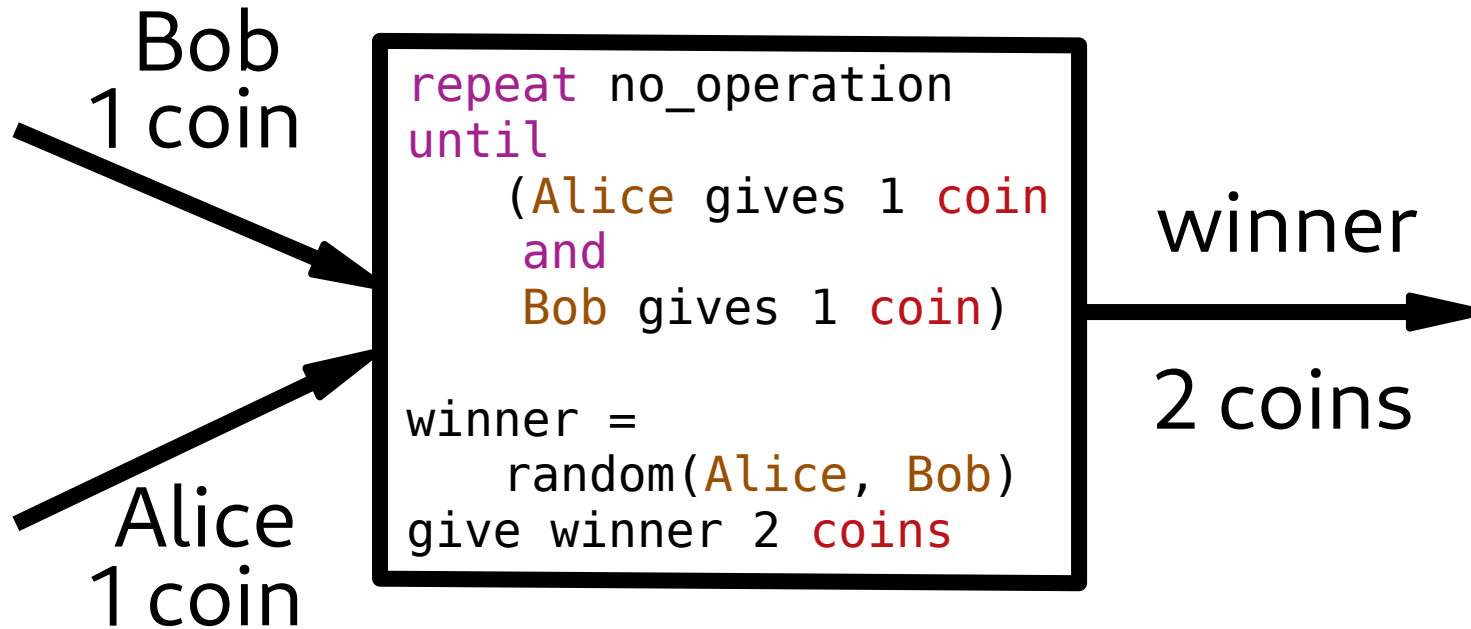 Bob
1 coin
repeat no_operation
until
(Alice gives 1 coin
and
Bob gives 1 coin)
winner =
random(Alice, Bob)
give winner 2 coins
Alice
1 coin
winner
2 coins